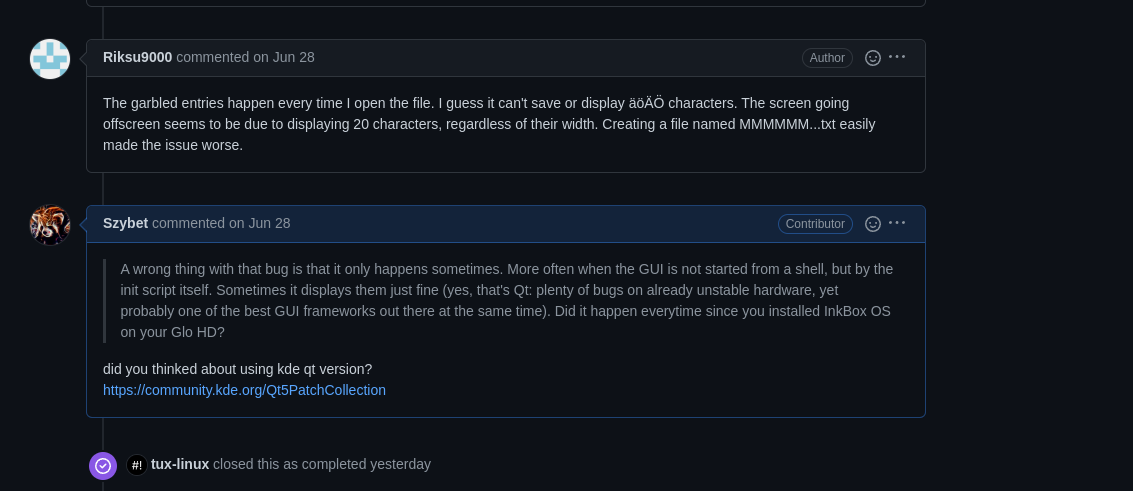 Riksu9000 commented on Jun 28
Author
The garbled entries happen every time I open the file. I guess it can't save or display äöÄÖ characters. The screen going
offscreen seems to be due to displaying 20 characters, regardless of their width. Creating a file named MMMMMM...txt easily
made the issue worse.
Szybet commented on Jun 28
Contributor
A wrong thing with that bug is that it only happens sometimes. More often when the GUI is not started from a shell, but by the
init script itself. Sometimes it displays them just fine (yes, that's Qt: plenty of bugs on already unstable hardware, yet
probably one of the best GUI frameworks out there at the same time). Did it happen everytime since you installed InkBox OS
on your Glo HD?
did you thinked about using kde qt version?
https://community.kde.org/Qt5PatchCollection
#! tux-linux closed this as completed yesterday